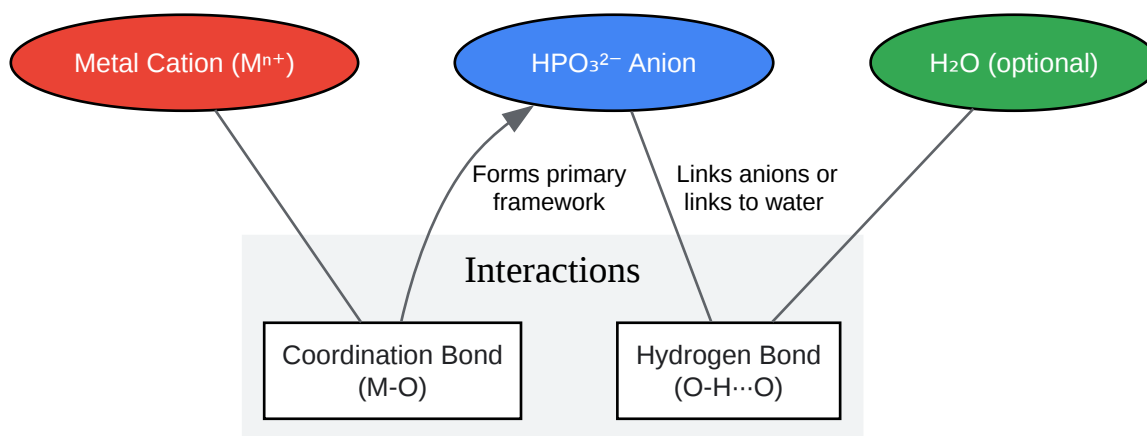 Metal Cation (Mⁿ⁺)
HPO₃²⁻ Anion
H₂O (optional)
Forms primary
framework
Links anions or
links to water
Interactions
Coordination Bond
(M-O)
Hydrogen Bond
(O-H···O)